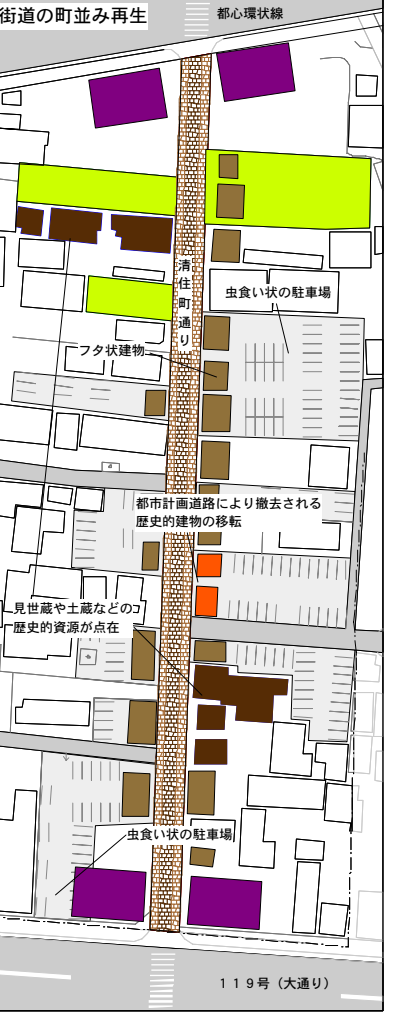 街道の町並み再生
都心環状線
清住町通り
虫食い状の駐車場
フタ状建物
都市計画道路により撤去される
歴史的建物の移転
見世蔵や土蔵などの
歴史的資源が点在
虫食い状の駐車場
119号（大通り）